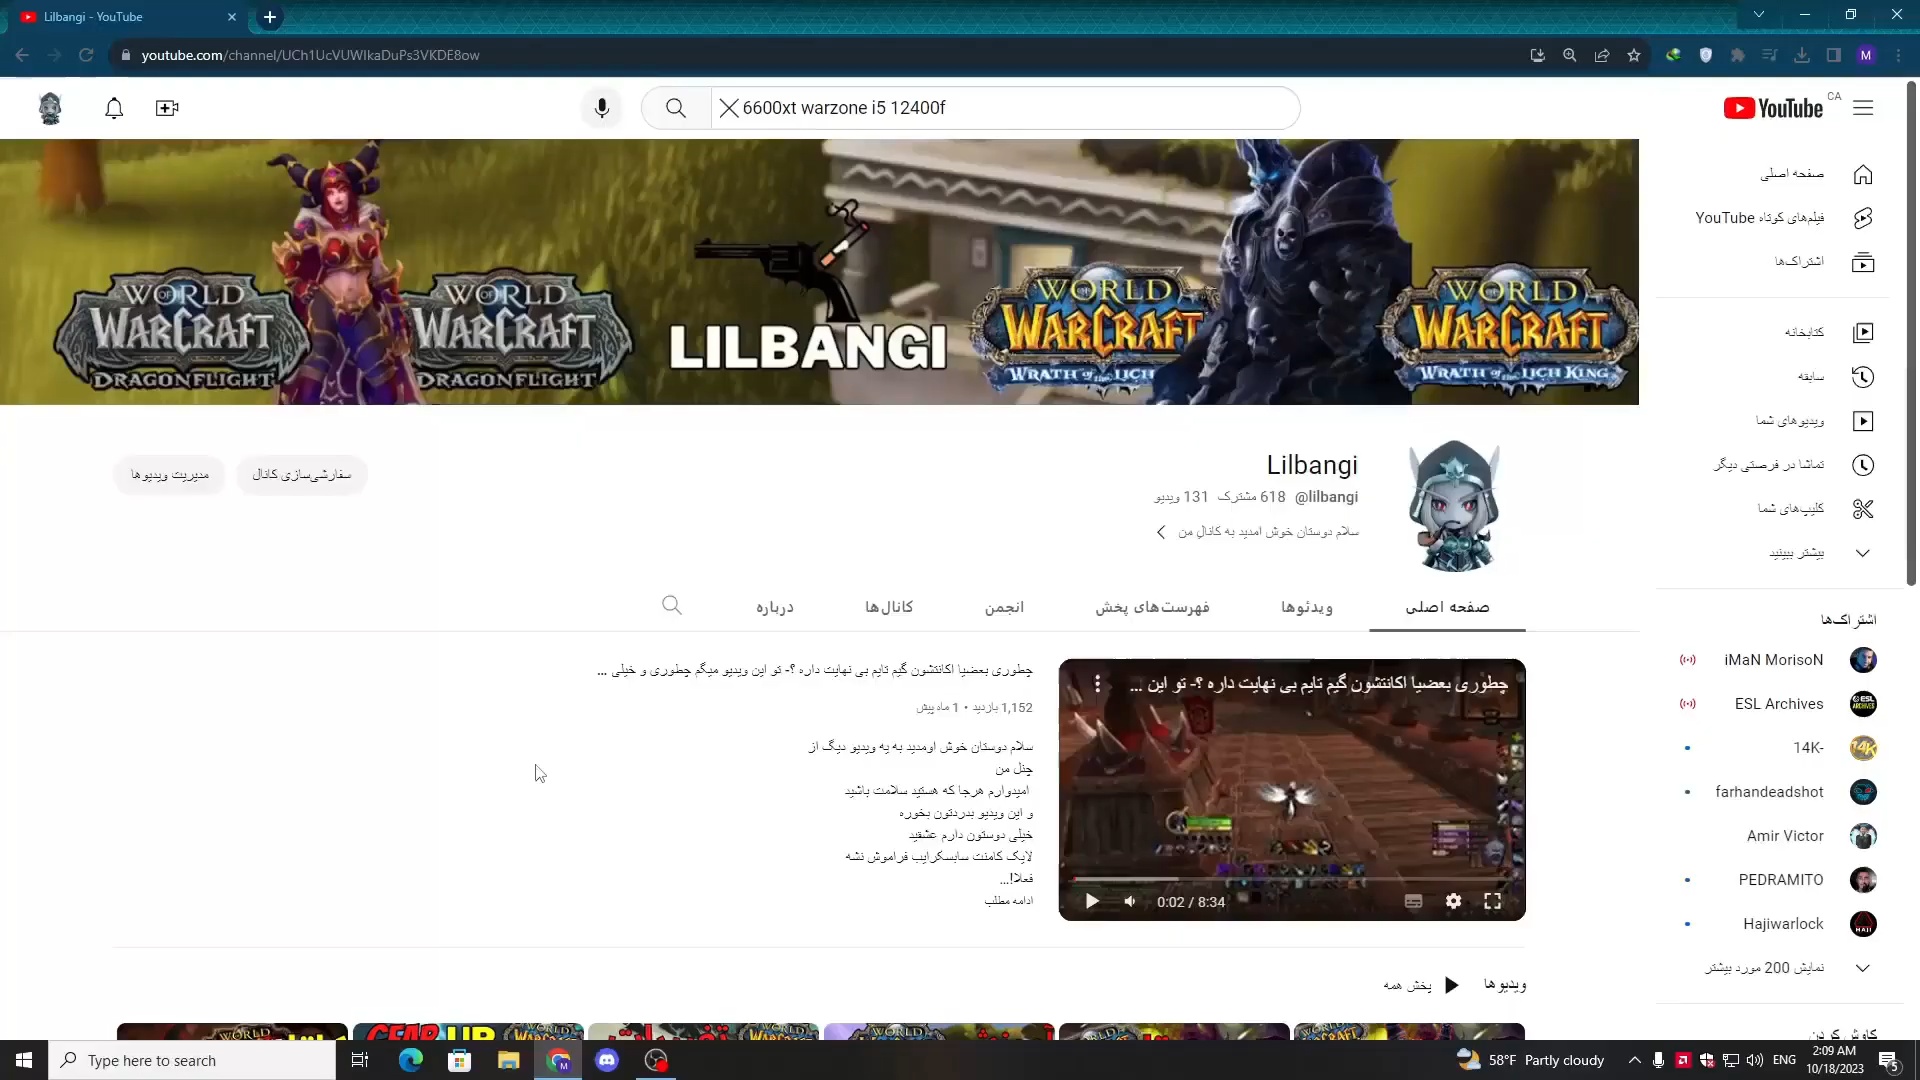 Lilbangi - YouTube
youtube.com/channel/UCh1UcVUWIkaDuPs3VKDE8ow
6600xt warzone i5 12400f
YouTube CA
WORLD OF WARCRAFT
DRAGONFLIGHT
WORLD OF WARCRAFT
DRAGONFLIGHT
LILBANGI
WORLD OF WARCRAFT
WRATH of the LICH
WORLD OF WARCRAFT
WRATH of the LICH KING
صفحه اصلی
فیلم‌های کوتاه YouTube
اشتراک‌ها
کتابخانه
سابقه
ویدیوهای شما
تماشا در فرصتی دیگر
کلیپ‌های شما
بیشتر ببینید
اشتراک‌ها
iMaN MorisoN
ESL Archives
14K-
farhandeadshot
Amir Victor
PEDRAMITO
Hajiwarlock
نمایش 200 مورد بیشتر
کاوش کردن
Lilbangi
@lilbangi 618 مشترک 131 ویدیو
سلام دوستان خوش امدید به کانالِ من
سفارشی‌سازی کانال
مدیریت ویدیوها
صفحه اصلی
ویدئوها
فهرست‌های پخش
انجمن
کانال‌ها
درباره
چطوری بعضیا اکانتشون گیم تایم بی نهایت داره ؟- تو این ...
0:02 / 8:34
چطوری بعضیا اکانتشون گیم تایم بی نهایت داره ؟- تو این ویدیو میگم چطوری و خیلی ...
1,152 بازدید • 1 ماه پیش
سلام دوستان خوش اومدید به یه ویدیو دیگ از
چنل من
امیدوارم هرجا که هستید سلامت باشید
و این ویدیو بدردتون بخوره
خیلی دوستون دارم عشقید
لایک کامنت سابسکرایب فراموش نشه
فعلا!...
ادامه مطلب
ویدیوها
پخش همه
GEAR UP
Type here to search
58°F Partly cloudy
ENG
2:09 AM
10/18/2023
5